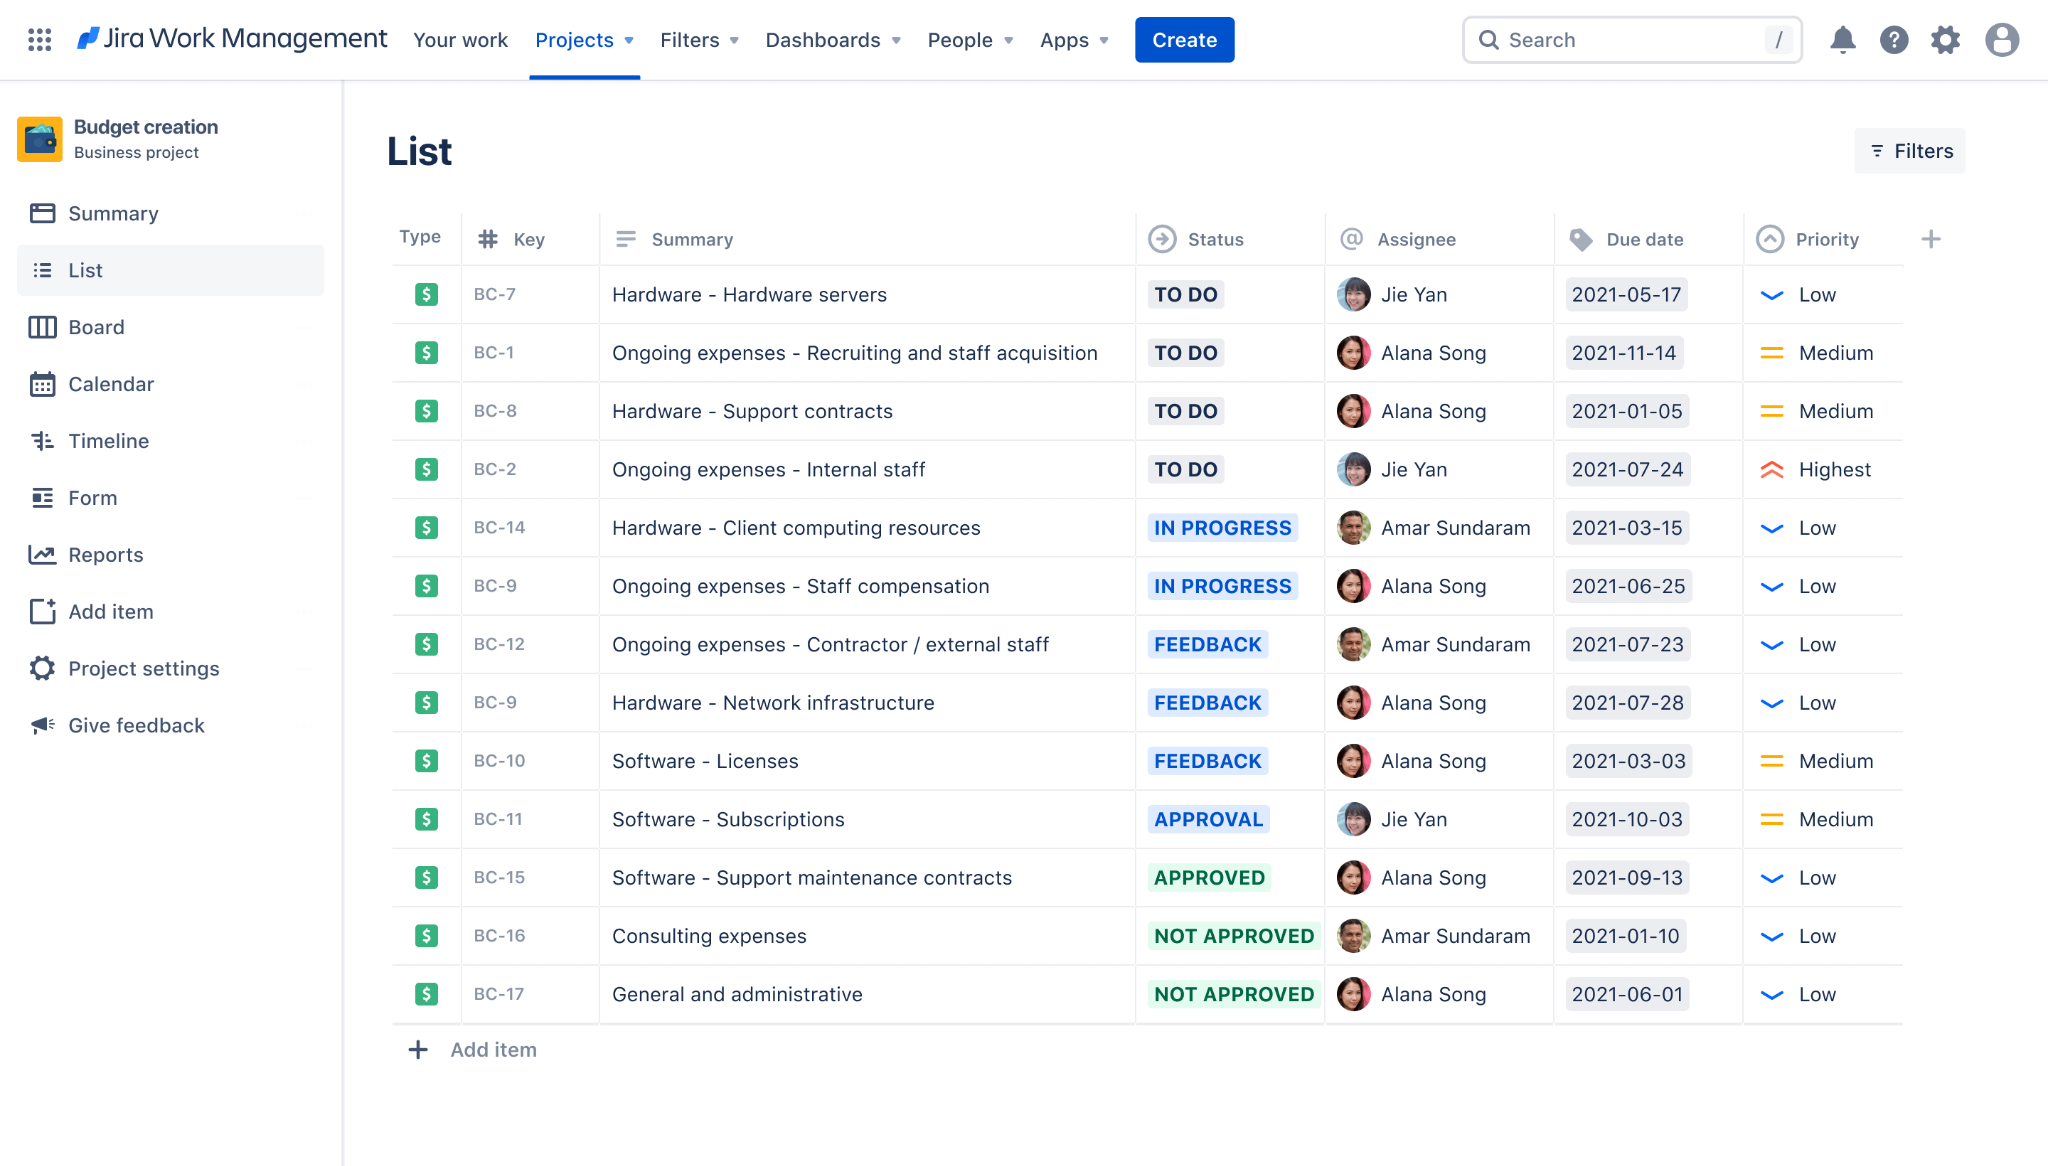 Jira Work Management Your work Projects Filters Dashboards People Apps Create Search /
Budget creation
Business project
Summary
List
Board
Calendar
Timeline
Form
Reports
Add item
Project settings
Give feedback
List
Filters
Type Key Summary Status Assignee Due date Priority
$ BC-7 Hardware - Hardware servers TO DO Jie Yan 2021-05-17 Low
$ BC-1 Ongoing expenses - Recruiting and staff acquisition TO DO Alana Song 2021-11-14 Medium
$ BC-8 Hardware - Support contracts TO DO Alana Song 2021-01-05 Medium
$ BC-2 Ongoing expenses - Internal staff TO DO Jie Yan 2021-07-24 Highest
$ BC-14 Hardware - Client computing resources IN PROGRESS Amar Sundaram 2021-03-15 Low
$ BC-9 Ongoing expenses - Staff compensation IN PROGRESS Alana Song 2021-06-25 Low
$ BC-12 Ongoing expenses - Contractor / external staff FEEDBACK Amar Sundaram 2021-07-23 Low
$ BC-9 Hardware - Network infrastructure FEEDBACK Alana Song 2021-07-28 Low
$ BC-10 Software - Licenses FEEDBACK Alana Song 2021-03-03 Medium
$ BC-11 Software - Subscriptions APPROVAL Jie Yan 2021-10-03 Medium
$ BC-15 Software - Support maintenance contracts APPROVED Alana Song 2021-09-13 Low
$ BC-16 Consulting expenses NOT APPROVED Amar Sundaram 2021-01-10 Low
$ BC-17 General and administrative NOT APPROVED Alana Song 2021-06-01 Low
+ Add item